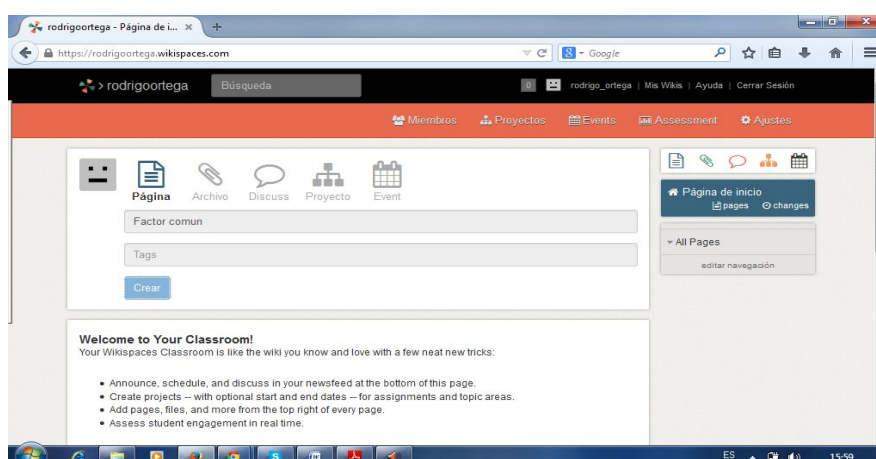 rodrigoortega - Página de i... × +
https://rodrigoortega.wikispaces.com
Google
> rodrigoortega
Búsqueda
0 rodrigo_ortega | Mis Wikis | Ayuda | Cerrar Sesión
Miembros Proyectos Events Assessment Ajustes
Página Archivo Discuss Proyecto Event
Factor comun
Tags
Crear
Página de inicio
pages changes
All Pages
editar navegación
Welcome to Your Classroom!
Your Wikispaces Classroom is like the wiki you know and love with a few neat new tricks:
• Announce, schedule, and discuss in your newsfeed at the bottom of this page.
• Create projects -- with optional start and end dates -- for assignments and topic areas.
• Add pages, files, and more from the top right of every page.
• Assess student engagement in real time.
ES 15:59